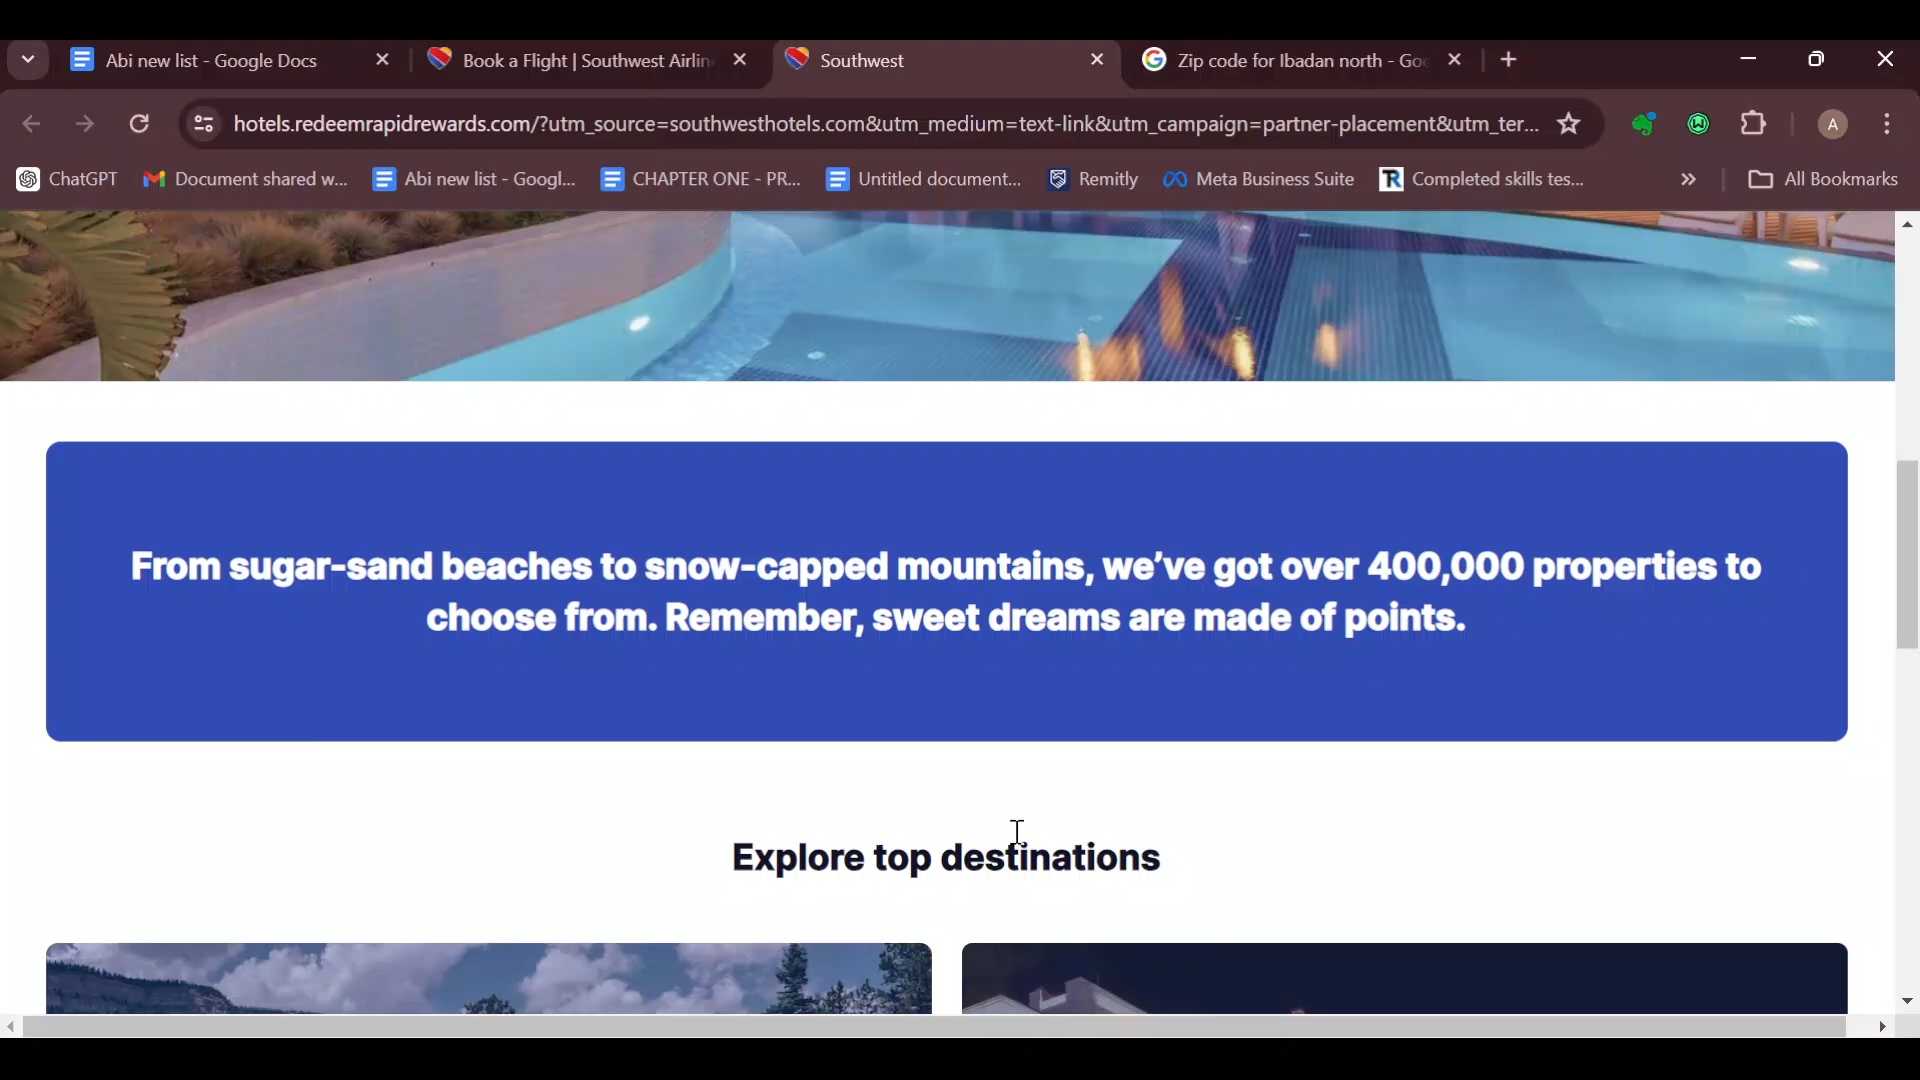 Abi new list - Google Docs
Book a Flight | Southwest Airlin
Southwest
Zip code for Ibadan north - Go
hotels.redeemrapidrewards.com/?utm_source=southwesthotels.com&utm_medium=text-link&utm_campaign=partner-placement&utm_ter...
A
ChatGPT
Document shared w...
Abi new list - Googl...
CHAPTER ONE - PR...
Untitled document...
Remitly
Meta Business Suite
TR
Completed skills tes...
All Bookmarks
From sugar-sand beaches to snow-capped mountains, we’ve got over 400,000 properties to
choose from. Remember, sweet dreams are made of points.
Explore top destinations